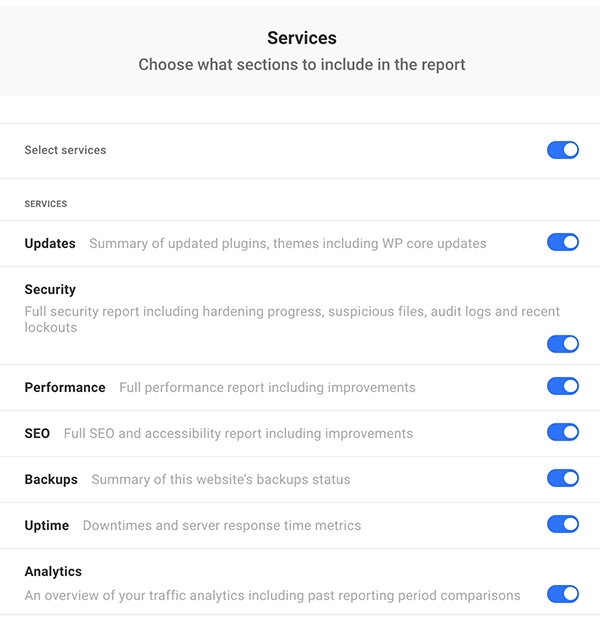 Services
Choose what sections to include in the report
Select services
SERVICES
Updates Summary of updated plugins, themes including WP core updates
Security
Full security report including hardening progress, suspicious files, audit logs and recent
lockouts
Performance Full performance report including improvements
SEO Full SEO and accessibility report including improvements
Backups Summary of this website's backups status
Uptime Downtimes and server response time metrics
Analytics
An overview of your traffic analytics including past reporting period comparisons